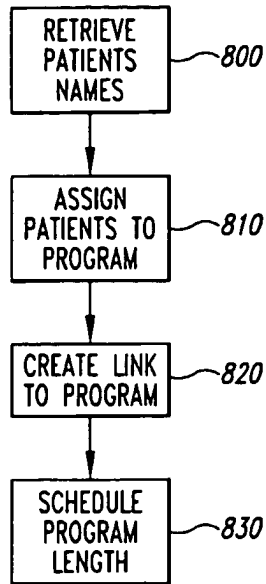 RETRIEVE
PATIENTS
NAMES
800
ASSIGN
PATIENTS TO
PROGRAM
810
CREATE LINK
TO PROGRAM
820
SCHEDULE
PROGRAM
LENGTH
830